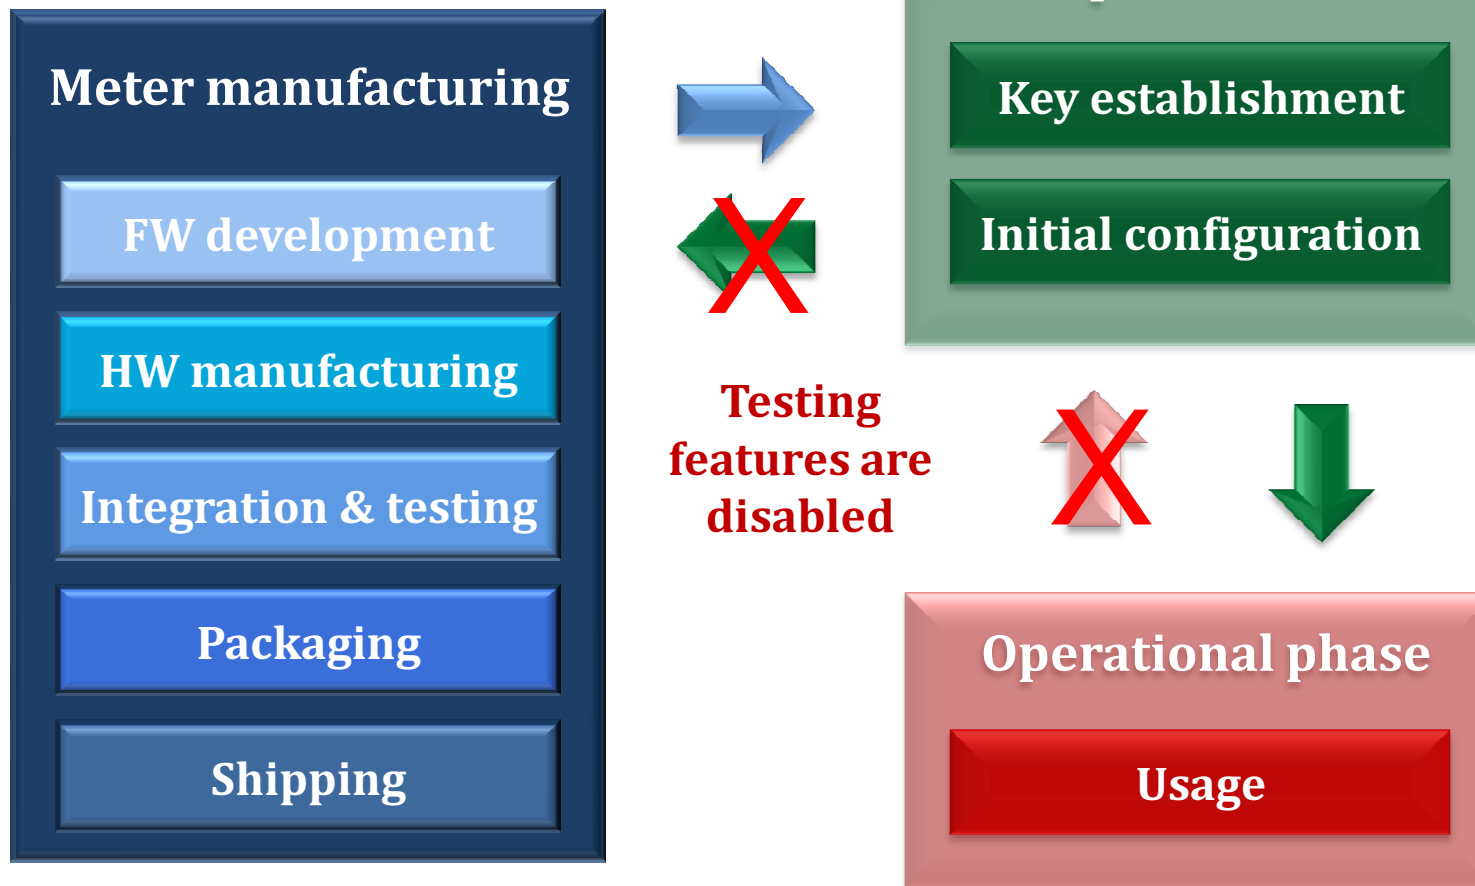 Meter manufacturing
FW development
HW manufacturing
Integration & testing
Packaging
Shipping
Testing
features are
disabled
Key establishment
Initial configuration
Operational phase
Usage